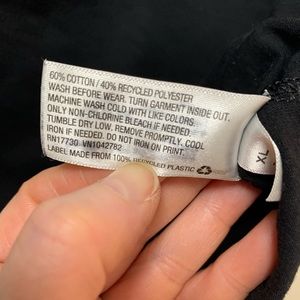 60% COTTON / 40% RECYCLED POLYESTER
WASH BEFORE WEAR. TURN GARMENT INSIDE OUT.
MACHINE WASH COLD WITH LIKE COLORS.
ONLY NON-CHLORINE BLEACH IF NEEDED.
TUMBLE DRY LOW. REMOVE PROMPTLY. COOL
IRON IF NEEDED. DO NOT IRON ON PRINT.
RN17730 VN1042782
LABEL MADE FROM 100% RECYCLED PLASTIC
XL